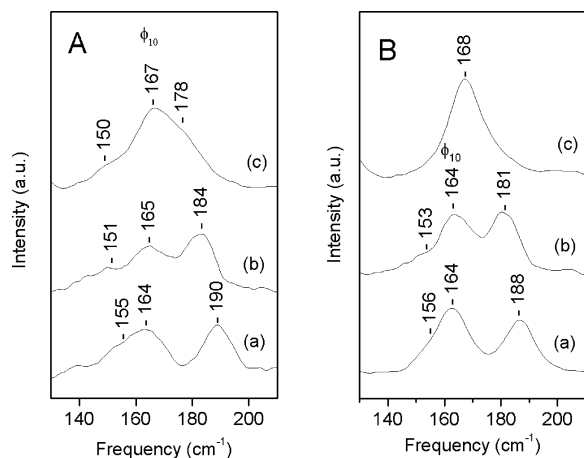 A
ϕ10
167
178
150
(c)
184
165
151
(b)
190
164
155
(a)
140 160 180 200
Frequency (cm-1)
Intensity (a.u.)
B
168
(c)
ϕ10
164
181
153
(b)
188
164
156
(a)
140 160 180 200
Frequency (cm-1)
Intensity (a.u.)